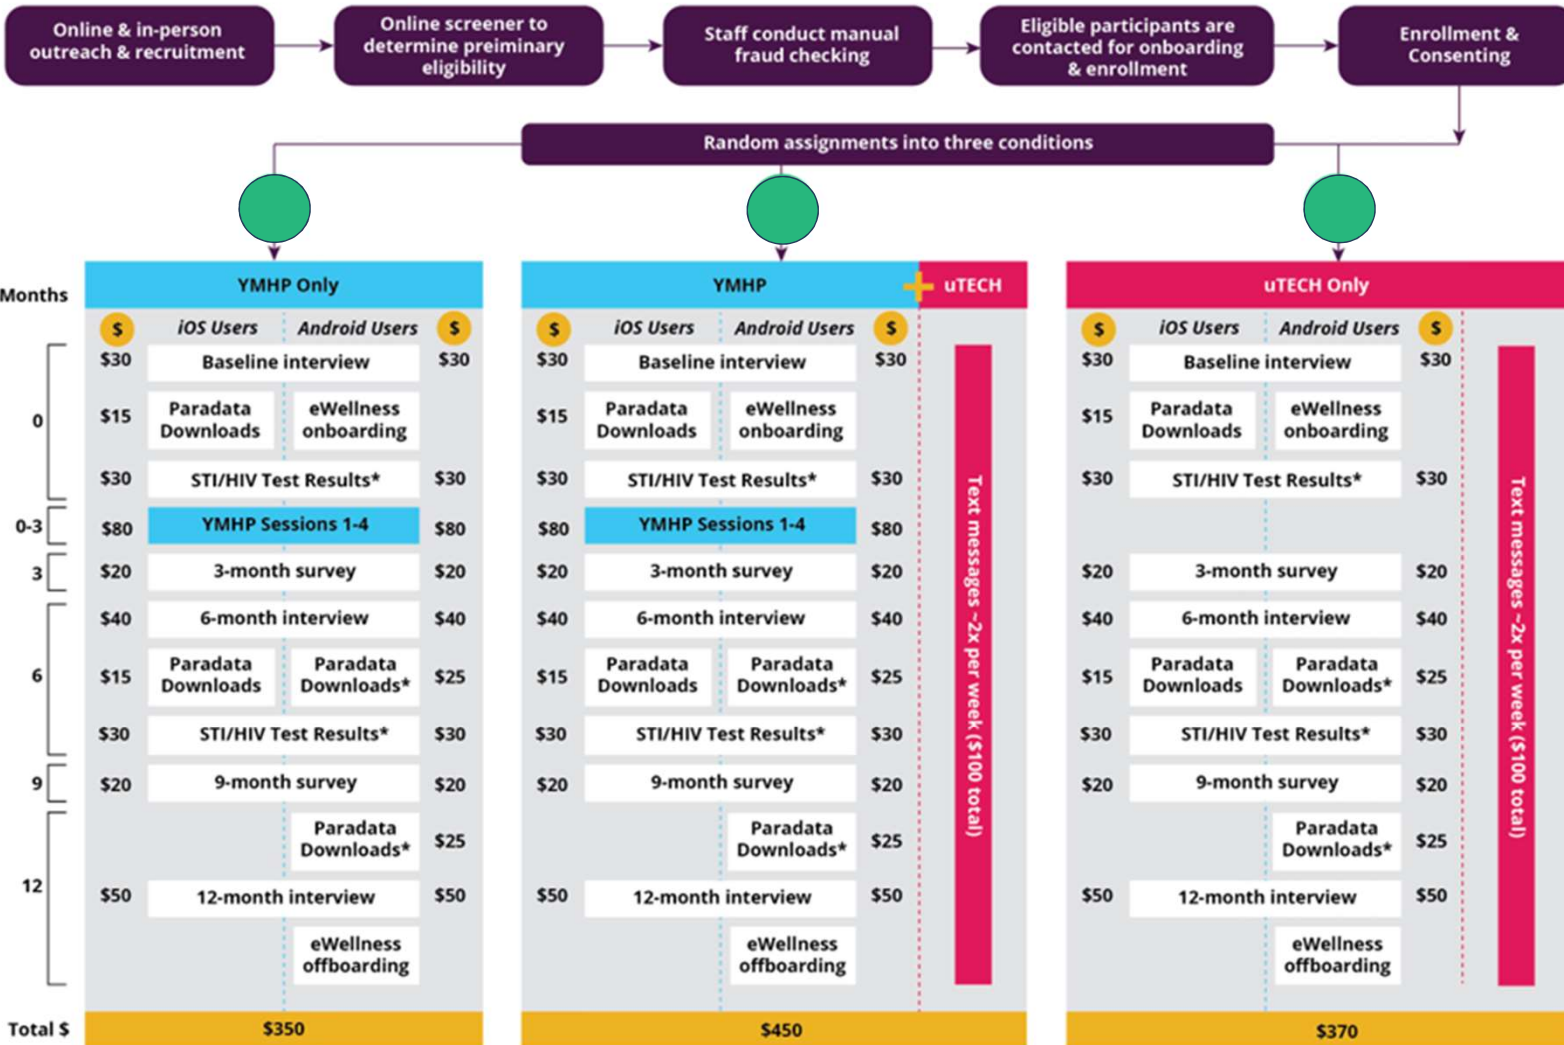 Online & in-person
outreach & recruitment
Online screener to
determine preiminary
eligibility
Staff conduct manual
fraud checking
Eligible participants are
contacted for onboarding
& enrollment
Enrollment &
Consenting
Random assignments into three conditions
Months
0
0-3
3
6
9
12
Total $
YMHP Only
$ iOS Users Android Users $
$30 Baseline interview $30
$15 Paradata Downloads eWellness onboarding
$30 STI/HIV Test Results* $30
$80 YMHP Sessions 1-4 $80
$20 3-month survey $20
$40 6-month interview $40
$15 Paradata Downloads Paradata Downloads* $25
$30 STI/HIV Test Results* $30
$20 9-month survey $20
Paradata Downloads* $25
$50 12-month interview $50
eWellness
offboarding
$350
YMHP + uTECH
$ iOS Users Android Users $
$30 Baseline interview $30
$15 Paradata Downloads eWellness onboarding
$30 STI/HIV Test Results* $30
$80 YMHP Sessions 1-4 $80
$20 3-month survey $20
$40 6-month interview $40
$15 Paradata Downloads Paradata Downloads* $25
$30 STI/HIV Test Results* $30
$20 9-month survey $20
Paradata Downloads* $25
$50 12-month interview $50
eWellness
offboarding
Text messages ~2x per week ($100 total)
$450
uTECH Only
$ iOS Users Android Users $
$30 Baseline interview $30
$15 Paradata Downloads eWellness onboarding
$30 STI/HIV Test Results* $30
$20 3-month survey $20
$40 6-month interview $40
$15 Paradata Downloads Paradata Downloads* $25
$30 STI/HIV Test Results* $30
$20 9-month survey $20
Paradata Downloads* $25
$50 12-month interview $50
eWellness
offboarding
Text messages ~2x per week ($100 total)
$370